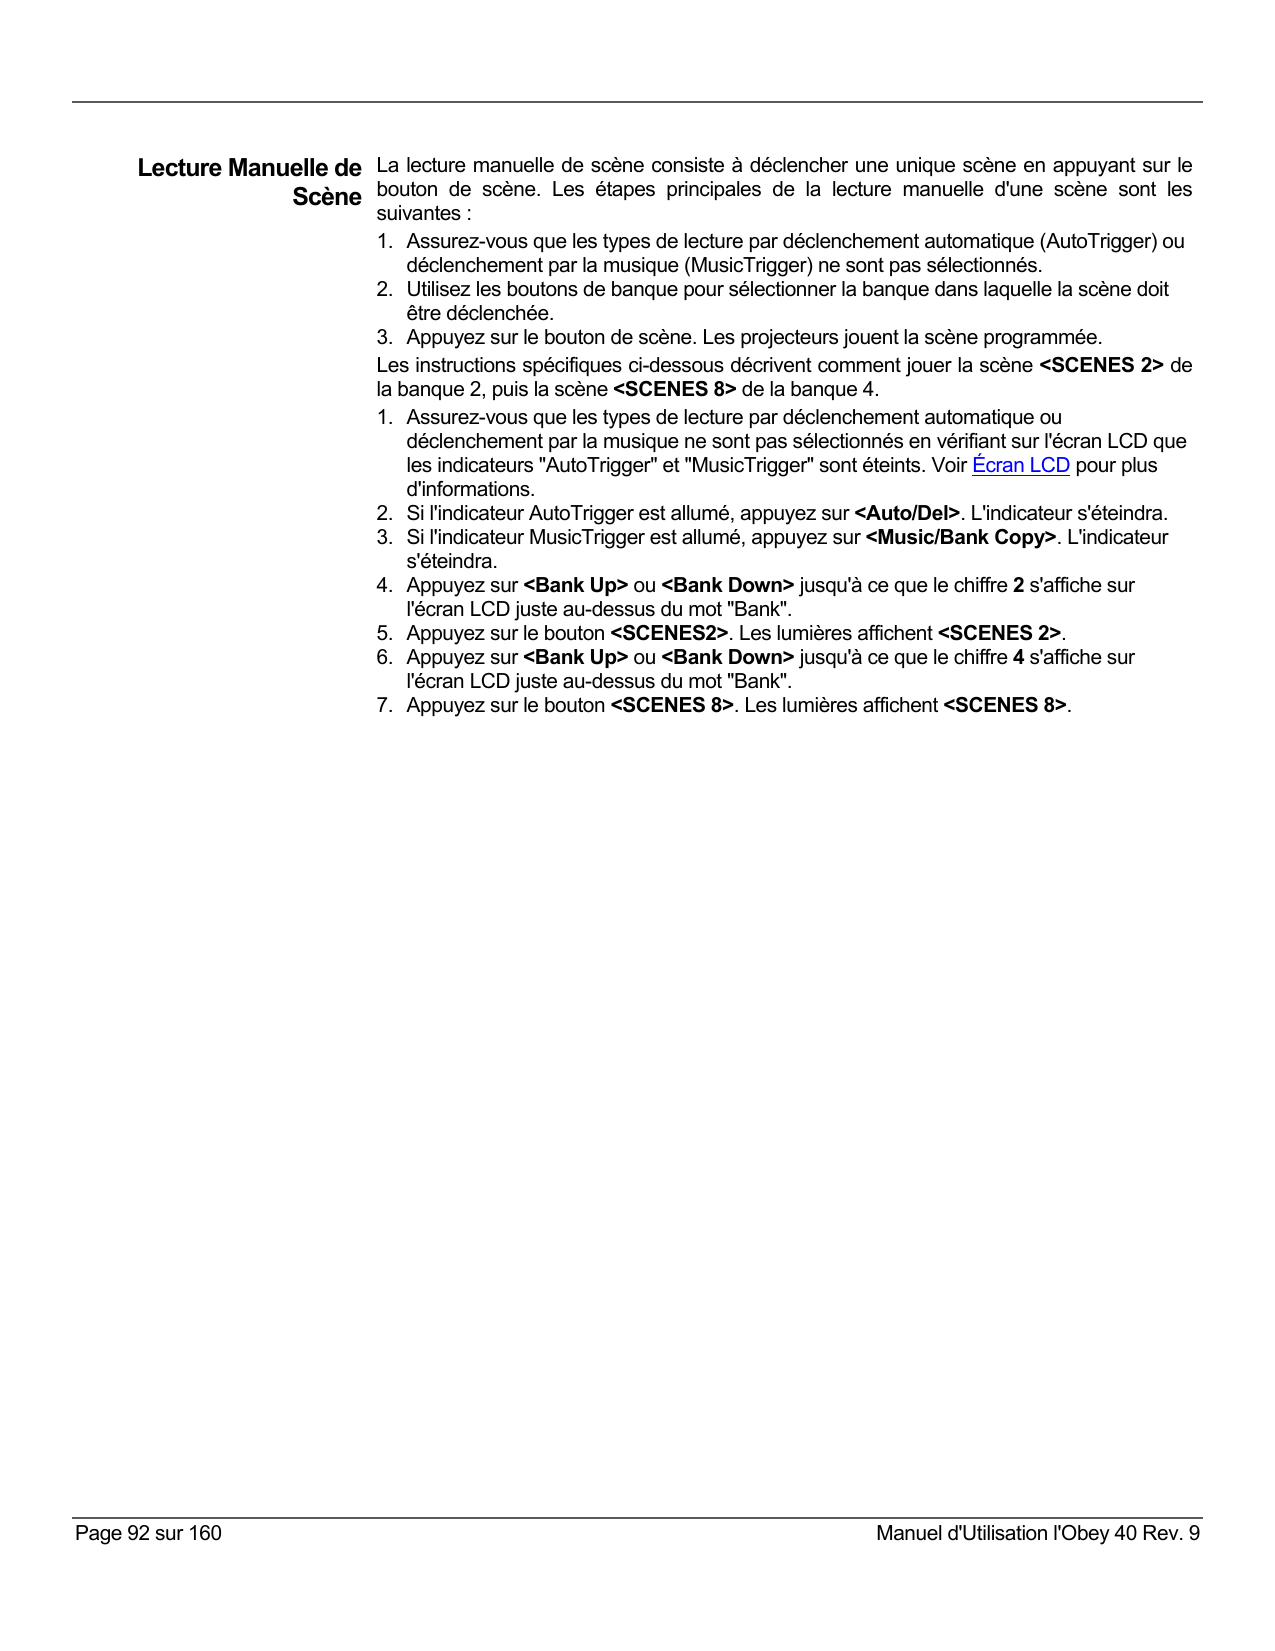 Lecture Manuelle de
Scène
La lecture manuelle de scène consiste à déclencher une unique scène en appuyant sur le
bouton de scène. Les étapes principales de la lecture manuelle d'une scène sont les
suivantes :
1. Assurez-vous que les types de lecture par déclenchement automatique (AutoTrigger) ou
déclenchement par la musique (MusicTrigger) ne sont pas sélectionnés.
2. Utilisez les boutons de banque pour sélectionner la banque dans laquelle la scène doit
être déclenchée.
3. Appuyez sur le bouton de scène. Les projecteurs jouent la scène programmée.
Les instructions spécifiques ci-dessous décrivent comment jouer la scène <SCENES 2> de
la banque 2, puis la scène <SCENES 8> de la banque 4.
1. Assurez-vous que les types de lecture par déclenchement automatique ou
déclenchement par la musique ne sont pas sélectionnés en vérifiant sur l'écran LCD que
les indicateurs "AutoTrigger" et "MusicTrigger" sont éteints. Voir Écran LCD pour plus
d'informations.
2. Si l'indicateur AutoTrigger est allumé, appuyez sur <Auto/Del>. L'indicateur s'éteindra.
3. Si l'indicateur MusicTrigger est allumé, appuyez sur <Music/Bank Copy>. L'indicateur
s'éteindra.
4. Appuyez sur <Bank Up> ou <Bank Down> jusqu'à ce que le chiffre 2 s'affiche sur
l'écran LCD juste au-dessus du mot "Bank".
5. Appuyez sur le bouton <SCENES2>. Les lumières affichent <SCENES 2>.
6. Appuyez sur <Bank Up> ou <Bank Down> jusqu'à ce que le chiffre 4 s'affiche sur
l'écran LCD juste au-dessus du mot "Bank".
7. Appuyez sur le bouton <SCENES 8>. Les lumières affichent <SCENES 8>.
Page 92 sur 160
Manuel d'Utilisation l'Obey 40 Rev. 9